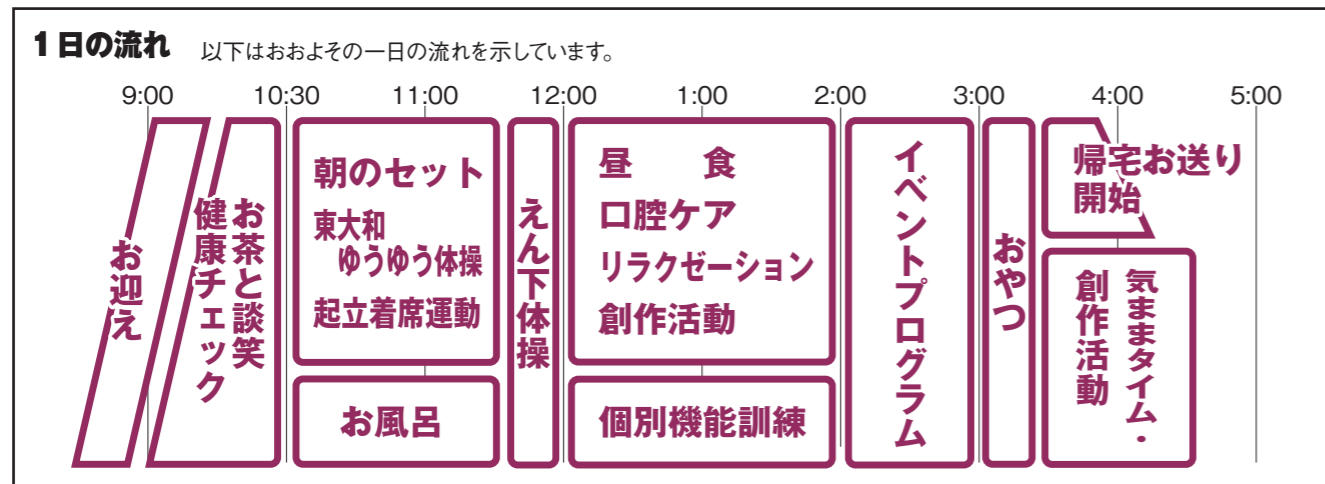 1日の流れ 以下はおおよその一日の流れを示しています。
9:00 10:30 11:00 12:00 1:00 2:00 3:00 4:00 5:00
お迎え
お茶と談笑
健康チェック
朝のセット
東大和
ゆうゆう体操
起立着席運動
お風呂
えん下体操
昼 食
口腔ケア
リラクゼーション
創作活動
個別機能訓練
イベントプログラム
おやつ
帰宅お送り
開始
気ままタイム・
創作活動